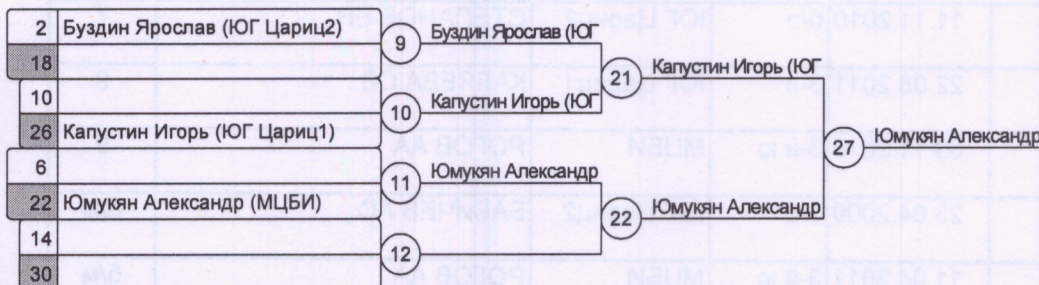 2 Буздин Ярослав (ЮГ Цариц2)
18
10
26 Капустин Игорь (ЮГ Цариц1)
6
22 Юмукян Александр (МЦБИ)
14
30
9 Буздин Ярослав (ЮГ
10 Капустин Игорь (ЮГ
11 Юмукян Александр
12
21 Капустин Игорь (ЮГ
22 Юмукян Александр
27 Юмукян Александр